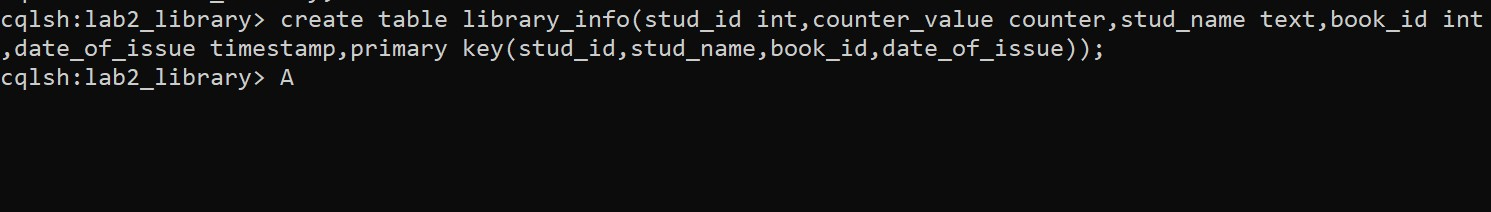 cqlsh:lab2_library> create table library_info(stud_id int,counter_value counter,stud_name text,book_id int
,date_of_issue timestamp,primary key(stud_id,stud_name,book_id,date_of_issue));
cqlsh:lab2_library> A